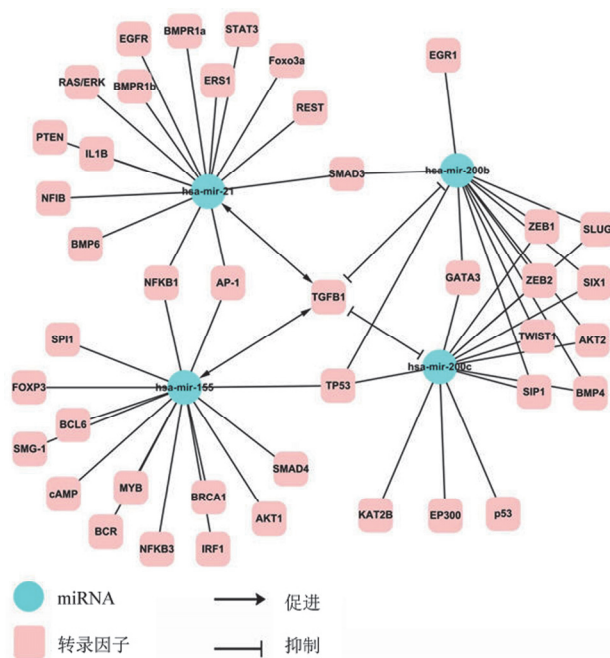 BMPR1a
STAT3
EGFR
EGR1
Foxo3a
RAS/ERK
BMPR1b
ERS1
REST
PTEN
IL1B
SMAD3
hsa-mir-200b
hsa-mir-21
NFIB
ZEB1
SLUG
BMP6
NFKB1
AP-1
GATA3
ZEB2
SIX1
TGFB1
SPI1
TWIST1
AKT2
hsa-mir-200c
FOXP3
hsa-mir-155
TP53
SIP1
BMP4
BCL6
SMG-1
SMAD4
cAMP
MYB
BRCA1
AKT1
KAT2B
EP300
p53
BCR
NFKB3
IRF1
miRNA
促进
转录因子
抑制